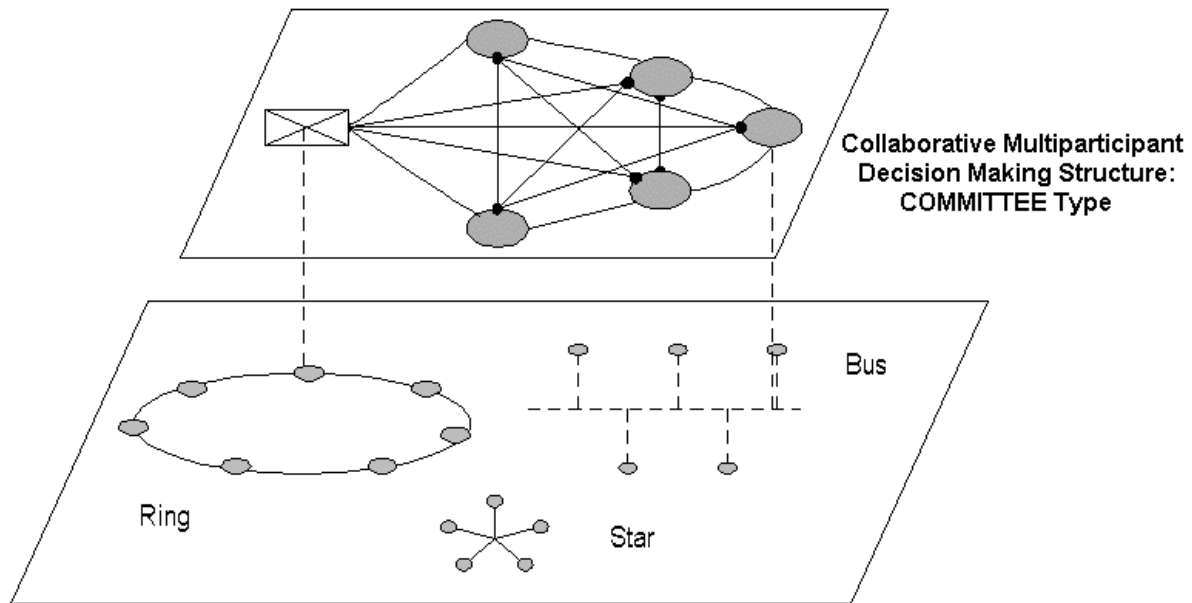 Collaborative Multiparticipant
Decision Making Structure:
COMMITTEE Type
Bus
Ring
Star